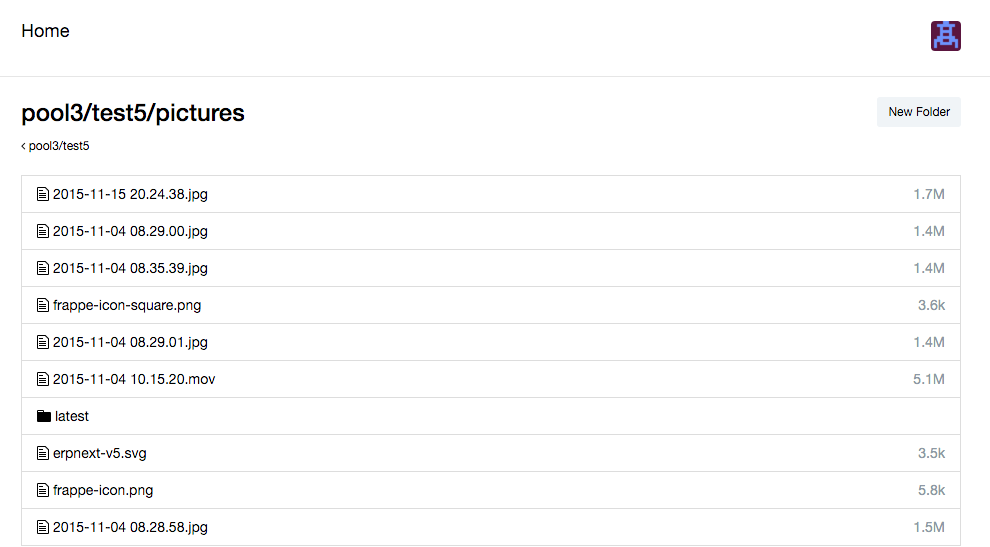 Home
pool3/test5/pictures
New Folder
‹ pool3/test5
2015-11-15 20.24.38.jpg 1.7M
2015-11-04 08.29.00.jpg 1.4M
2015-11-04 08.35.39.jpg 1.4M
frappe-icon-square.png 3.6k
2015-11-04 08.29.01.jpg 1.4M
2015-11-04 10.15.20.mov 5.1M
latest
erpnext-v5.svg 3.5k
frappe-icon.png 5.8k
2015-11-04 08.28.58.jpg 1.5M